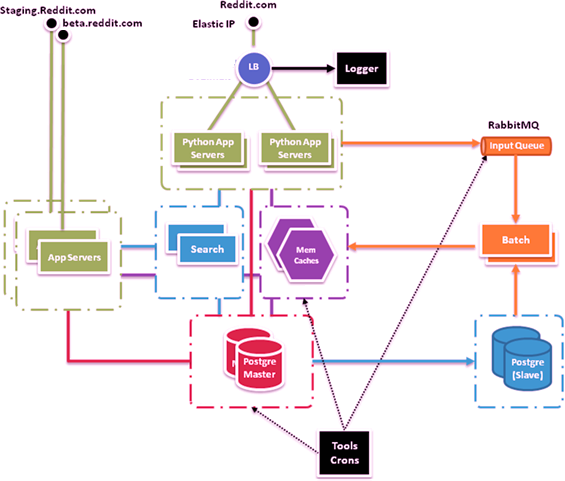 Staging.Reddit.com
beta.reddit.com
Reddit.com
Elastic IP
LB
Logger
RabbitMQ
Python App
Servers
Python App
Servers
Input Queue
App Servers
Search
Mem
Caches
Batch
Postgre
Master
Postgre
(Slave)
Tools
Crons